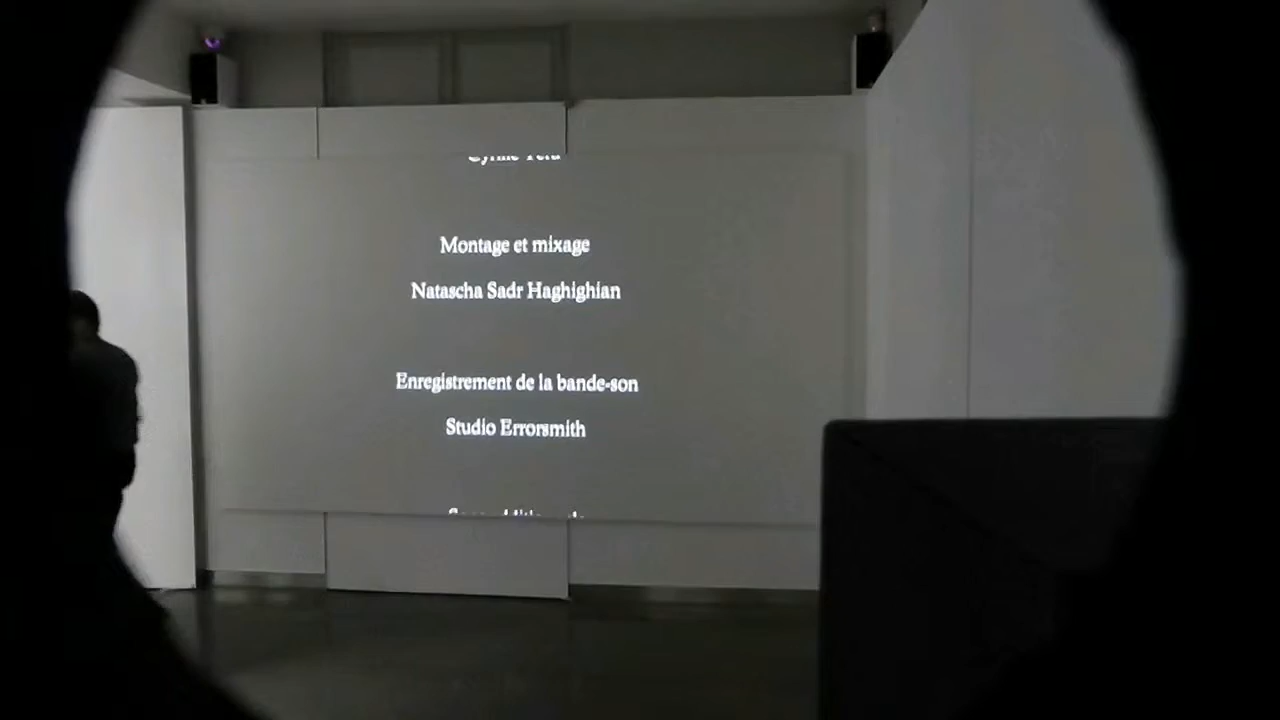 Montage et mixage
Natascha Sadr Haghighian
Enregistrement de la bande-son
Studio Errorsmith